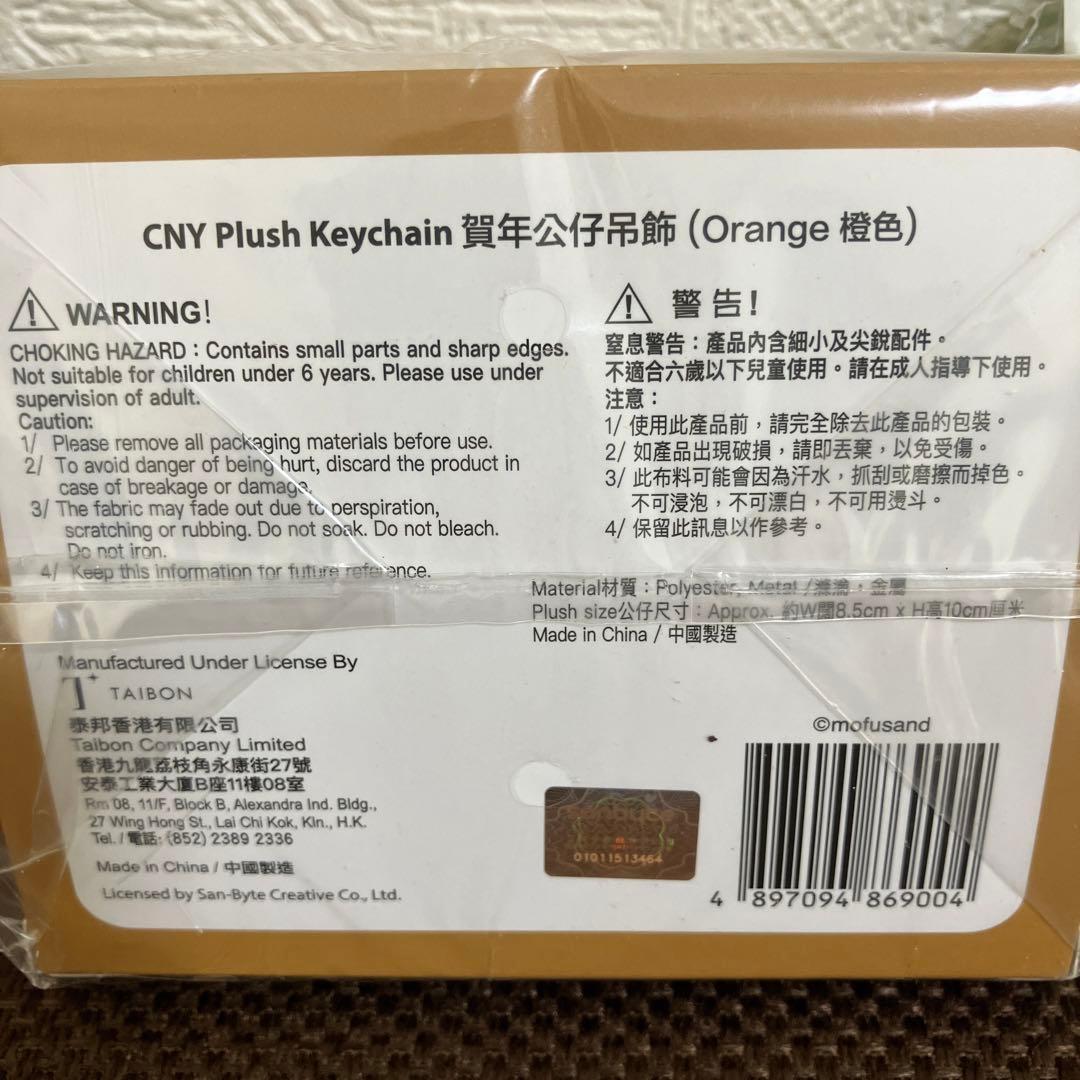 CNY Plush Keychain 賀年公仔吊飾 (Orange 橙色)
WARNING!
CHOKING HAZARD : Contains small parts and sharp edges.
Not suitable for children under 6 years. Please use under
supervision of adult.
Caution:
1/ Please remove all packaging materials before use.
2/ To avoid danger of being hurt, discard the product in
case of breakage or damage.
3/ The fabric may fade out due to perspiration,
scratching or rubbing. Do not soak. Do not bleach.
Do not iron.
4/ Keep this information for future reference.
警告!
窒息警告：產品內含細小及尖銳配件。
不適合六歲以下兒童使用。請在成人指導下使用。
注意：
1/ 使用此產品前，請完全除去此產品的包裝。
2/ 如產品出現破損，請即丟棄，以免受傷。
3/ 此布料可能會因為汗水，抓刮或磨擦而掉色。
不可浸泡，不可漂白，不可用燙斗。
4/ 保留此訊息以作參考。
Material材質：Polyester, Metal / 滌淪，金屬
Plush size公仔尺寸：Approx. 約W闊8.5cm x H高10cm厘米
Made in China / 中國製造
Manufactured Under License By
T+ TAIBON
泰邦香港有限公司
Taibon Company Limited
香港九龍荔枝角永康街27號
安泰工業大廈B座11樓08室
Rm 08, 11/F, Block B, Alexandra Ind. Bldg.,
27 Wing Hong St., Lai Chi Kok, Kln., H.K.
Tel. / 電話: (852) 2389 2336
Made in China / 中國製造
Licensed by San-Byte Creative Co., Ltd.
©mofusand
01011513464
4 897094 869004